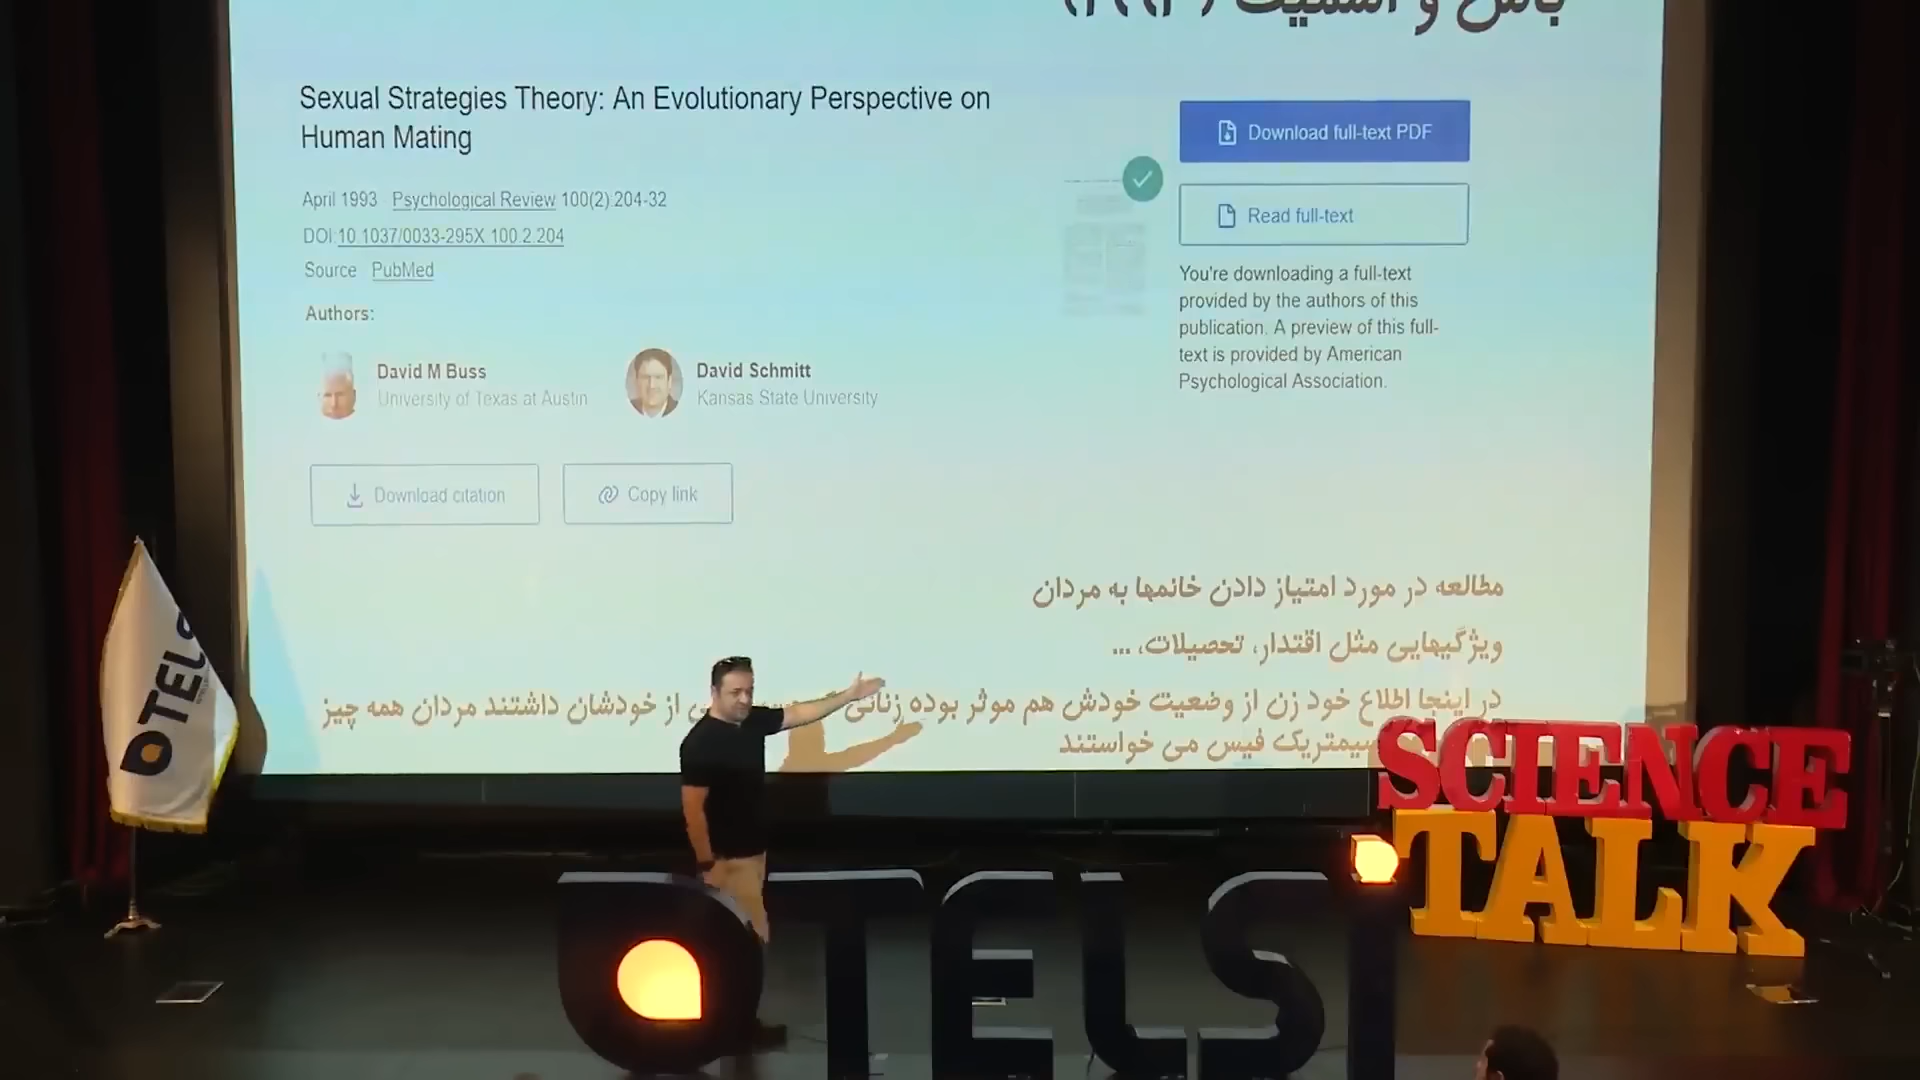 باس و اشمیت (۱۹۹۳)
Sexual Strategies Theory: An Evolutionary Perspective on
Human Mating
April 1993 Psychological Review 100(2):204-32
DOI:10.1037/0033-295X.100.2.204
Source PubMed
Authors:
David M Buss
University of Texas at Austin
David Schmitt
Kansas State University
Download citation
Copy link
Download full-text PDF
Read full-text
You're downloading a full-text
provided by the authors of this
publication. A preview of this full-
text is provided by American
Psychological Association.
مطالعه در مورد امتیاز دادن خانمها به مردان
ویژگیهایی مثل اقتدار، تحصیلات، ...
در اینجا اطلاع خود زن از وضعیت خودش هم موثر بوده زنانی از خودشان داشتند مردان همه چیز
سیمتریک فیس می خواستند
TELS
SCIENCE
TALK
TELSI